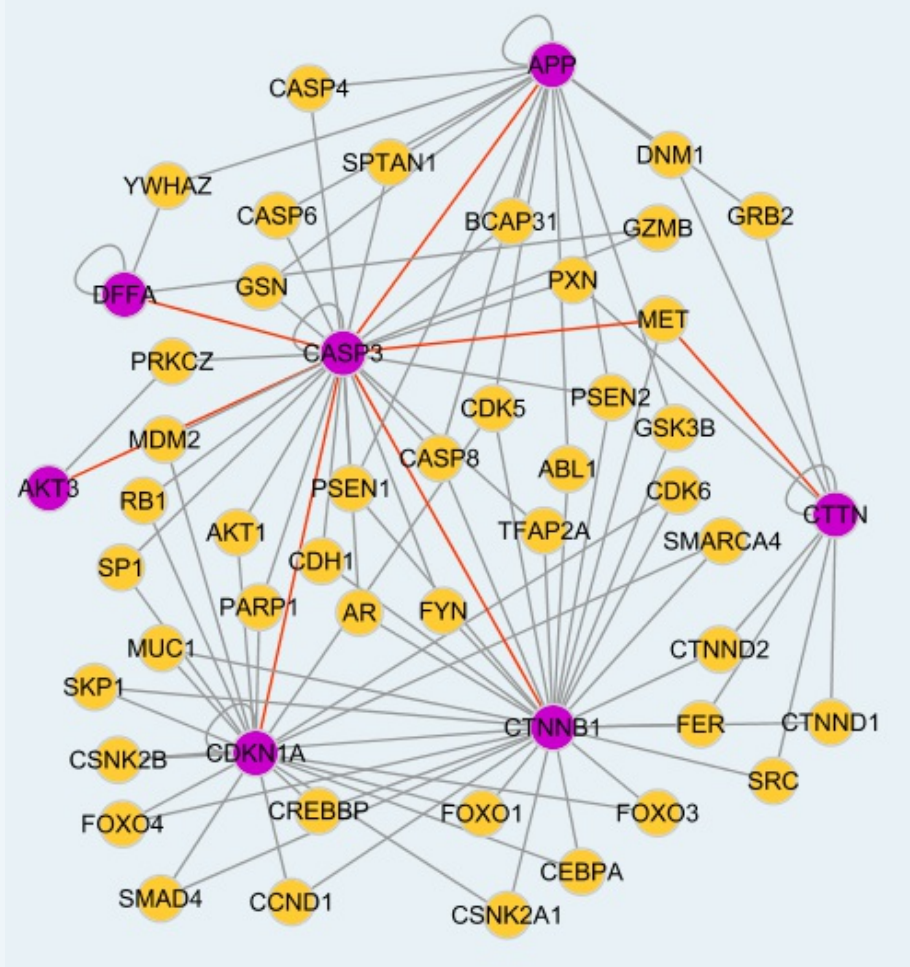 APP
CASP4
SPTAN1
DNM1
YWHAZ
CASP6
BCAP31
GZMB
GRB2
GSN
PXN
DFFA
MET
CASP3
PRKCZ
CDK5
PSEN2
GSK3B
MDM2
CASP8
ABL1
AKT3
RB1
PSEN1
CDK6
CTTN
AKT1
TFAP2A
SMARCA4
SP1
CDH1
PARP1
AR
FYN
MUC1
CTNND2
SKP1
CTNNB1
FER
CTNND1
CSNK2B
CDKN1A
SRC
FOXO4
CREBBP
FOXO1
FOXO3
CEBPA
SMAD4
CCND1
CSNK2A1